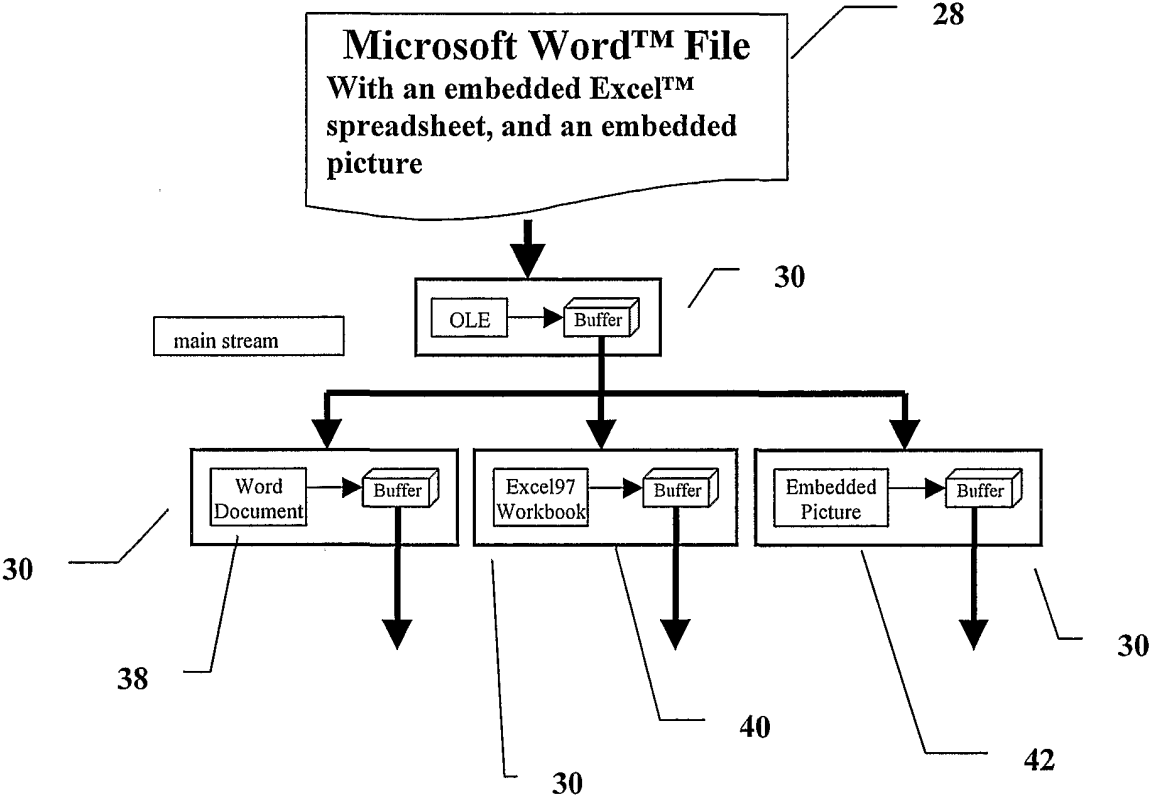 28
Microsoft Word™ File
With an embedded Excel™
spreadsheet, and an embedded
picture
30
OLE
Buffer
main stream
Word
Document
Buffer
Excel97
Workbook
Buffer
Embedded
Picture
Buffer
30
30
38
40
42
30